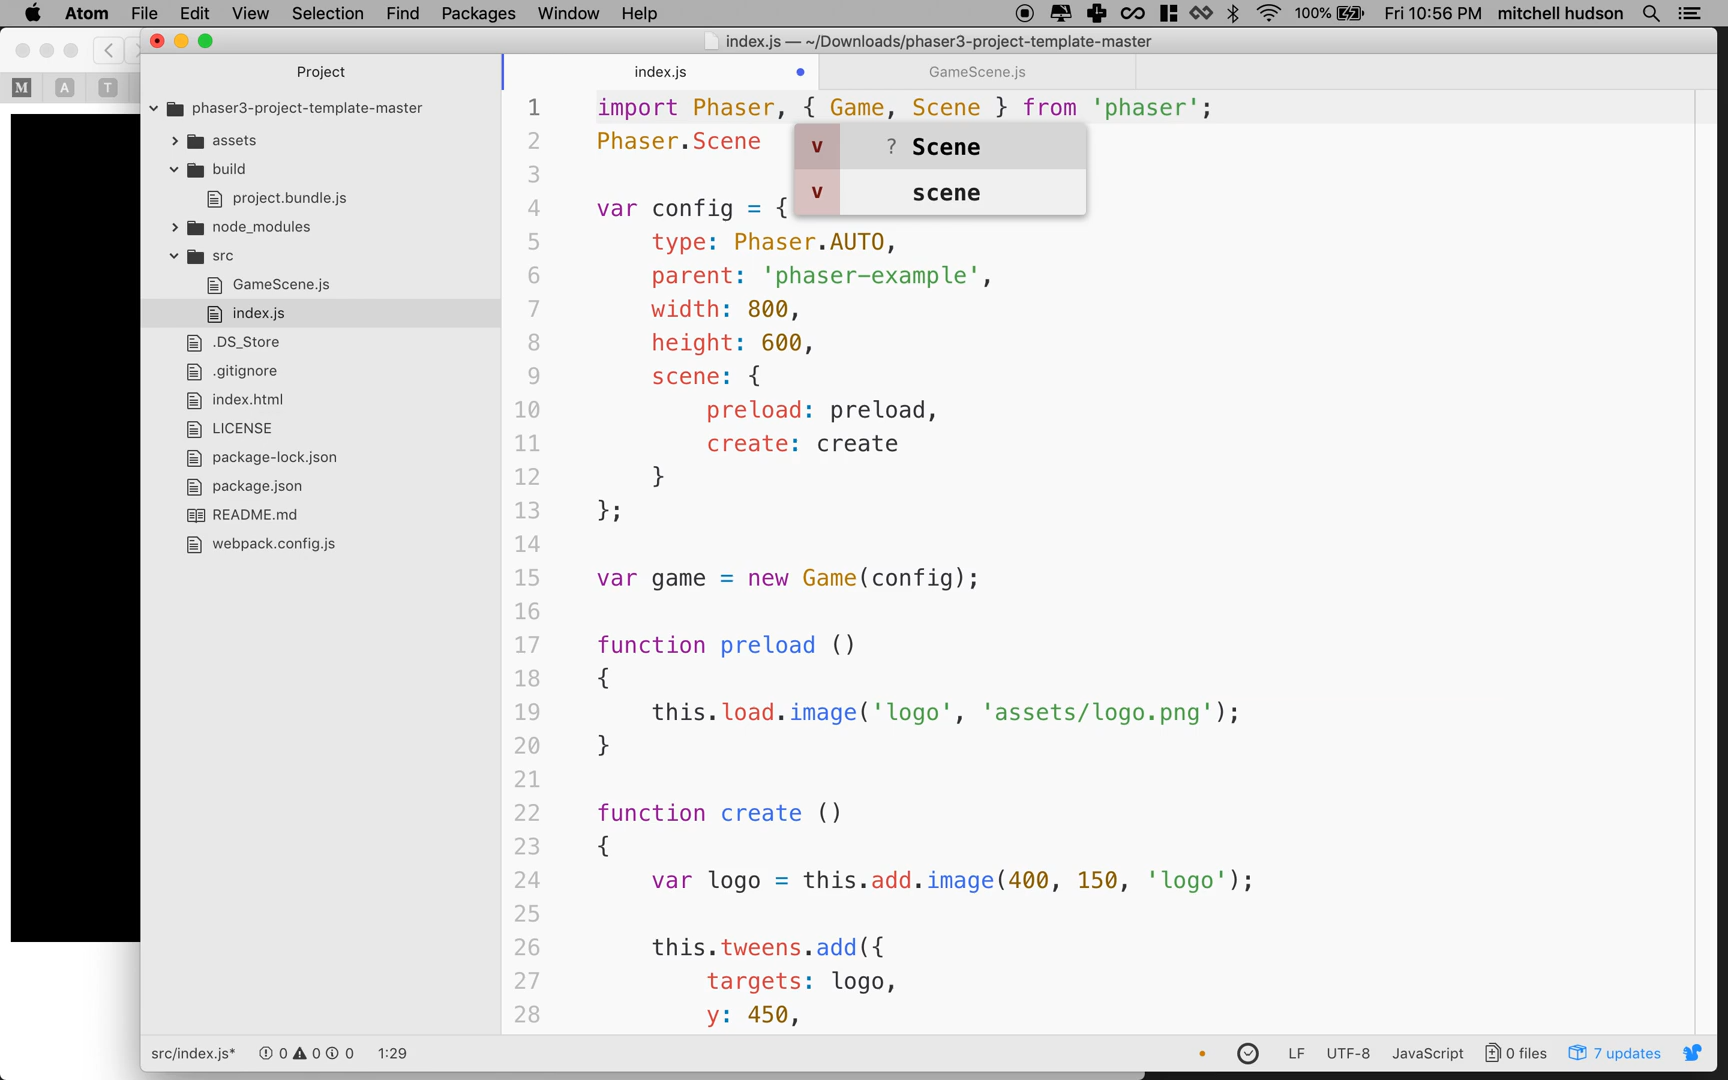 Atom File Edit View Selection Find Packages Window Help 100% Fri 10:56 PM mitchell hudson
index.js — ~/Downloads/phaser3-project-template-master
M A T
Project
index.js
GameScene.js
phaser3-project-template-master
assets
build
project.bundle.js
node_modules
src
GameScene.js
index.js
.DS_Store
.gitignore
index.html
LICENSE
package-lock.json
package.json
README.md
webpack.config.js
1 import Phaser, { Game, Scene } from 'phaser';
2 Phaser.Scene
v ? Scene
v scene
3
4 var config = {
5 type: Phaser.AUTO,
6 parent: 'phaser-example',
7 width: 800,
8 height: 600,
9 scene: {
10 preload: preload,
11 create: create
12 }
13 };
14
15 var game = new Game(config);
16
17 function preload ()
18 {
19 this.load.image('logo', 'assets/logo.png');
20 }
21
22 function create ()
23 {
24 var logo = this.add.image(400, 150, 'logo');
25
26 this.tweens.add({
27 targets: logo,
28 y: 450,
src/index.js* 0 0 0 1:29 LF UTF-8 JavaScript 0 files 7 updates